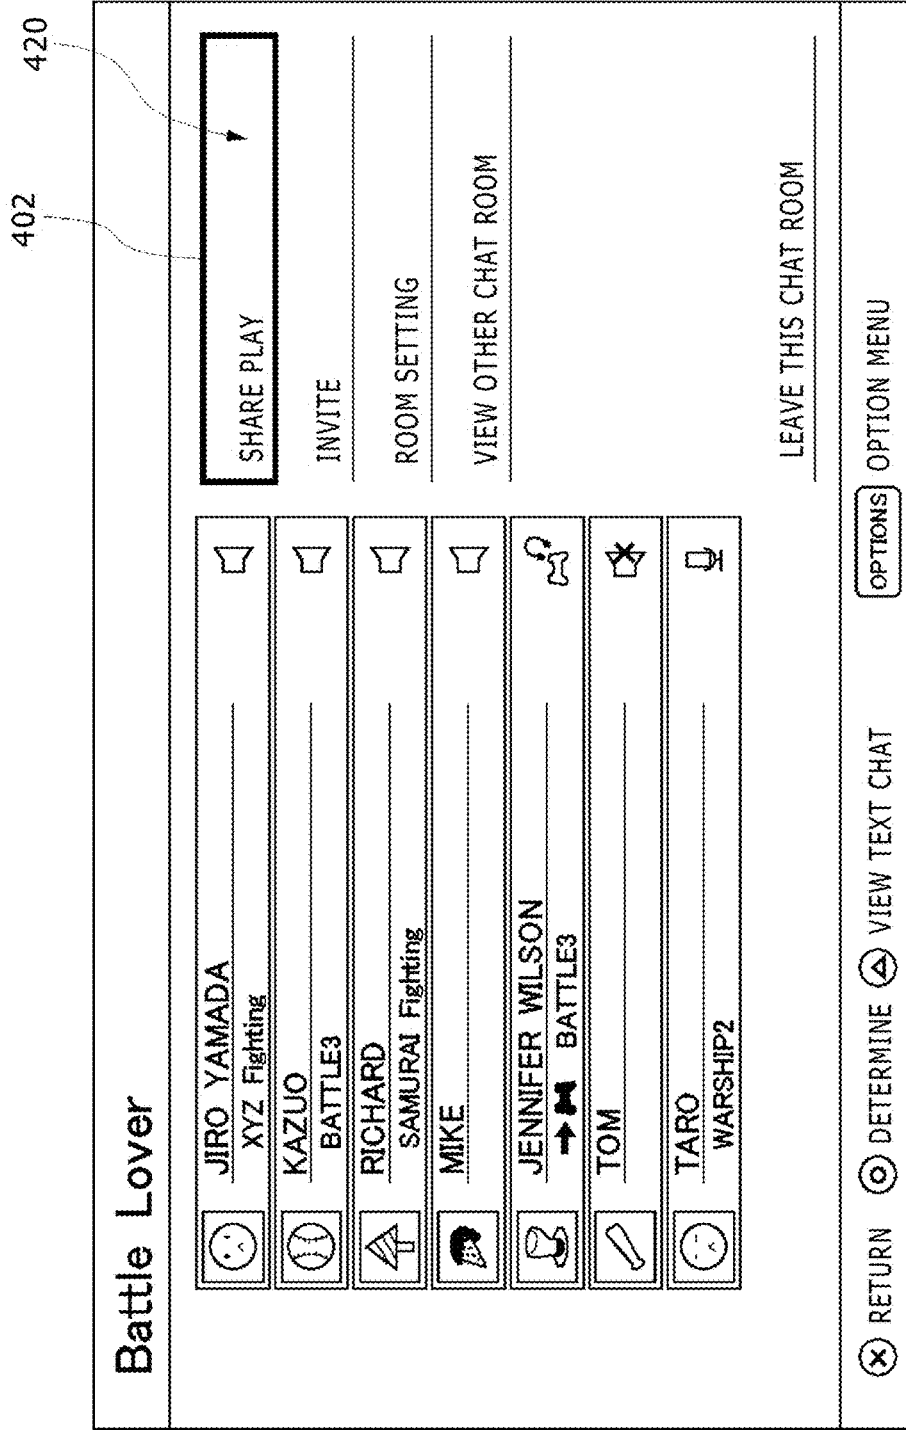 420
402
Battle Lover
JIRO YAMADA
XYZ Fighting
KAZUO
BATTLE3
RICHARD
SAMURAI Fighting
MIKE
JENNIFER WILSON
BATTLE3
TOM
TARO
WARSHIP2
SHARE PLAY
INVITE
ROOM SETTING
VIEW OTHER CHAT ROOM
LEAVE THIS CHAT ROOM
RETURN DETERMINE VIEW TEXT CHAT OPTIONS OPTION MENU